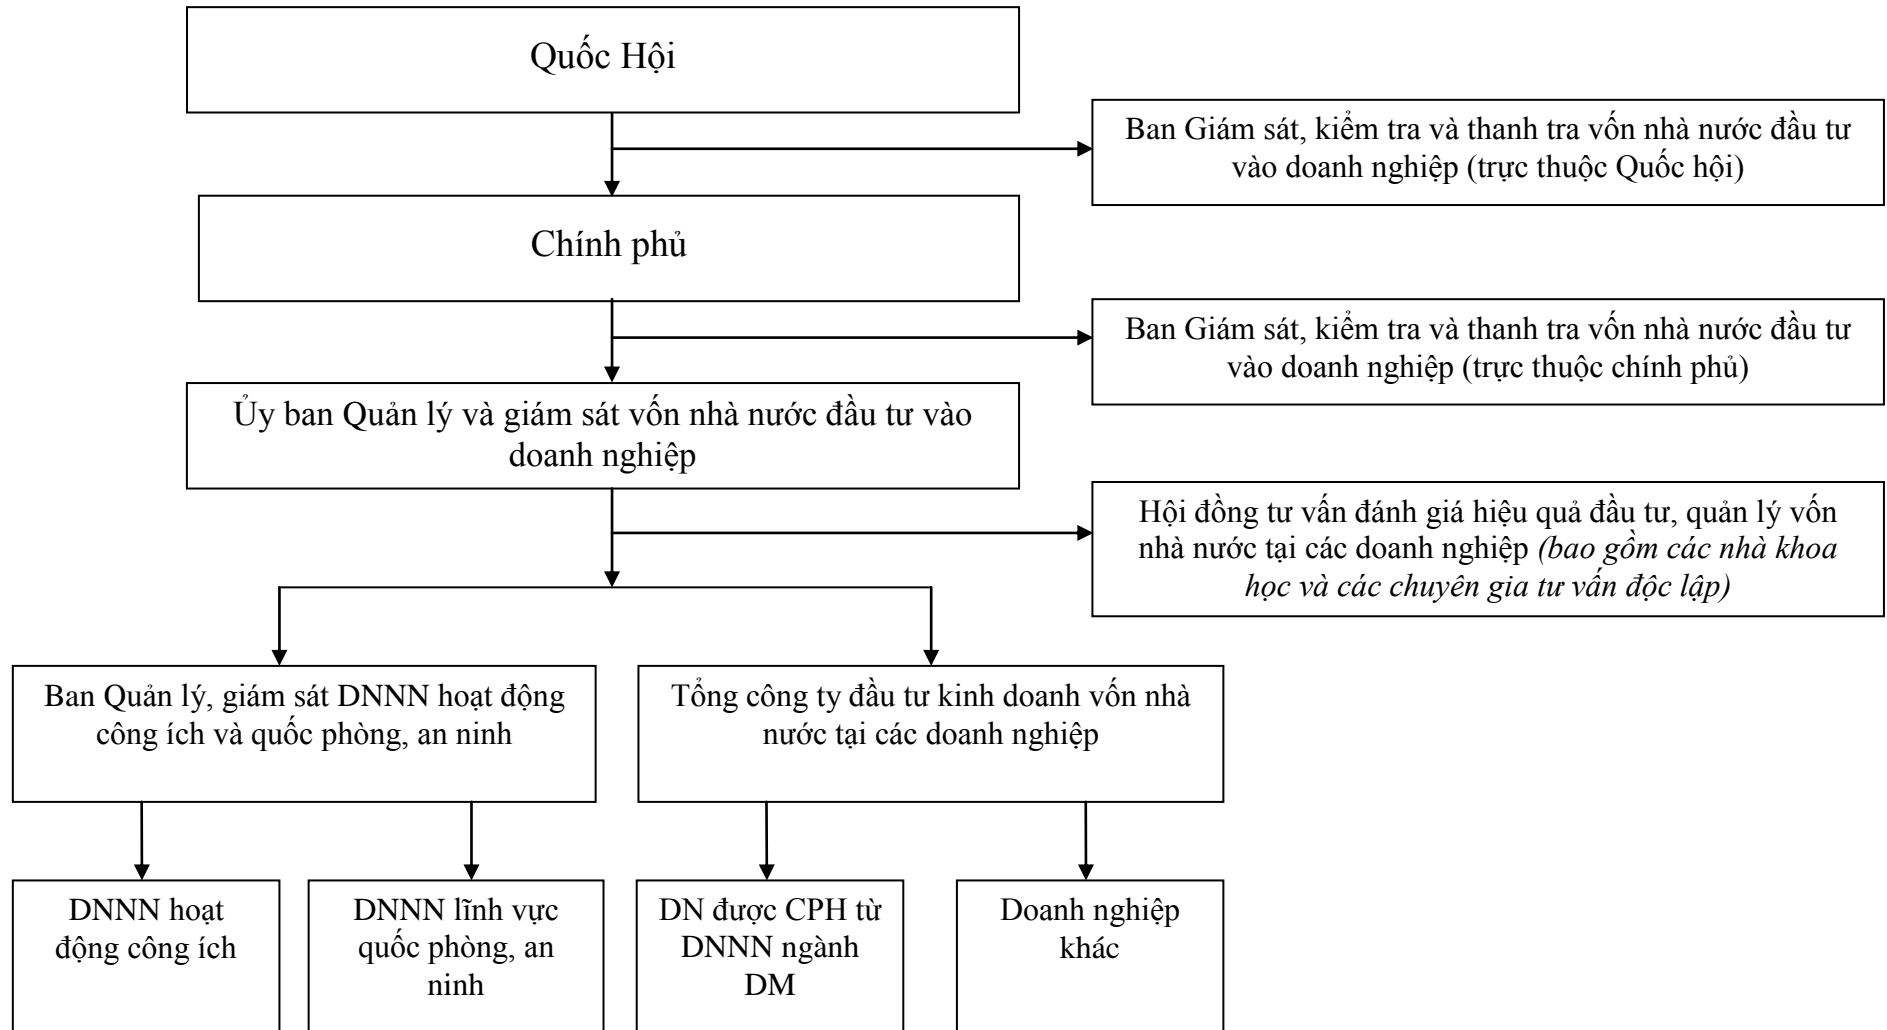 Quốc Hội
Ban Giám sát, kiểm tra và thanh tra vốn nhà nước đầu tư
vào doanh nghiệp (trực thuộc Quốc hội)
Chính phủ
Ban Giám sát, kiểm tra và thanh tra vốn nhà nước đầu tư
vào doanh nghiệp (trực thuộc chính phủ)
Ủy ban Quản lý và giám sát vốn nhà nước đầu tư vào
doanh nghiệp
Hội đồng tư vấn đánh giá hiệu quả đầu tư, quản lý vốn
nhà nước tại các doanh nghiệp (bao gồm các nhà khoa
học và các chuyên gia tư vấn độc lập)
Ban Quản lý, giám sát DNNN hoạt động
công ích và quốc phòng, an ninh
Tổng công ty đầu tư kinh doanh vốn nhà
nước tại các doanh nghiệp
DNNN hoạt
động công ích
DNNN lĩnh vực
quốc phòng, an
ninh
DN được CPH từ
DNNN ngành
DM
Doanh nghiệp
khác